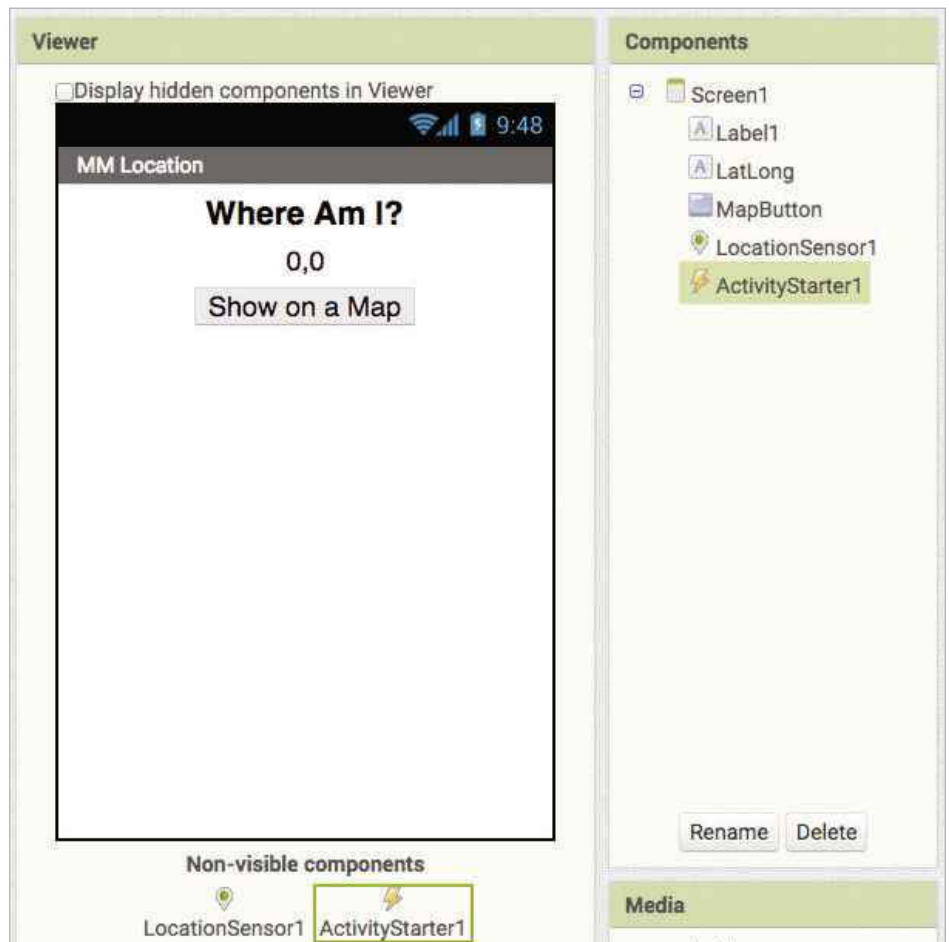 Viewer
Display hidden components in Viewer
9:48
MM Location
Where Am I?
0,0
Show on a Map
Non-visible components
LocationSensor1
ActivityStarter1
Components
Screen1
A Label1
A LatLong
MapButton
LocationSensor1
ActivityStarter1
Rename
Delete
Media